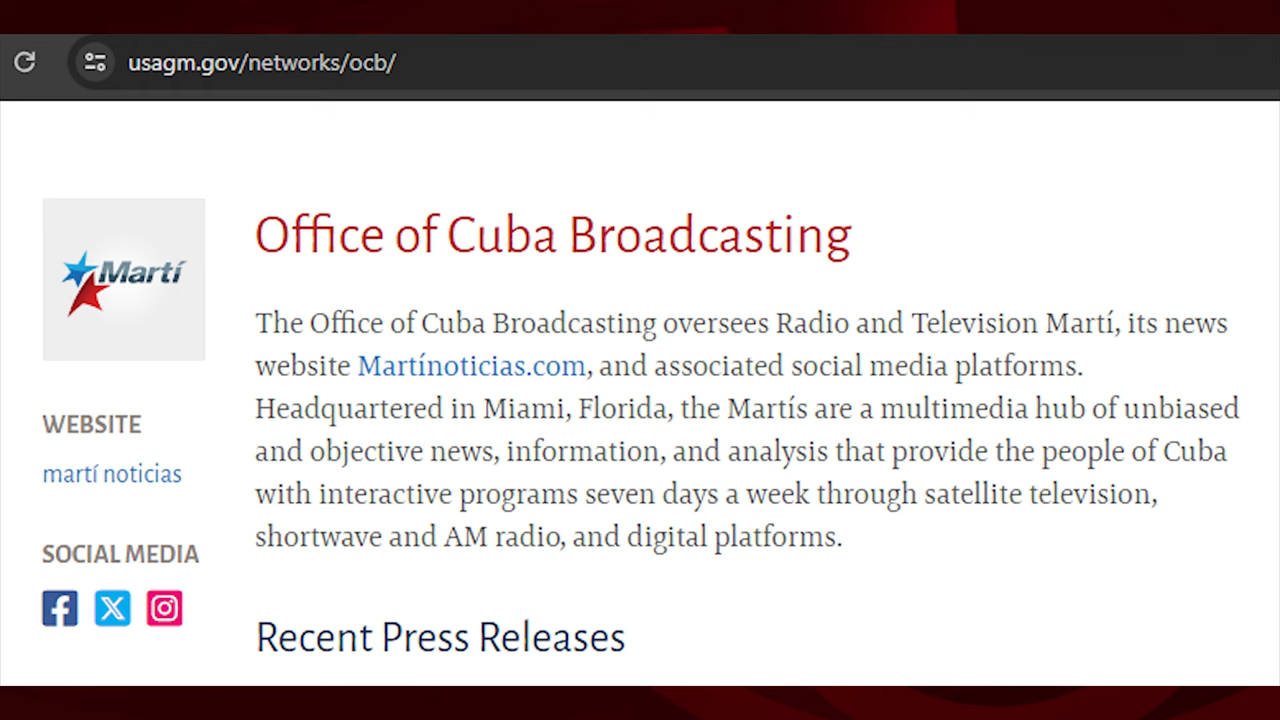 usagm.gov/networks/ocb/
Martí
Office of Cuba Broadcasting
The Office of Cuba Broadcasting oversees Radio and Television Martí, its news
website Martínoticias.com, and associated social media platforms.
Headquartered in Miami, Florida, the Martís are a multimedia hub of unbiased
and objective news, information, and analysis that provide the people of Cuba
with interactive programs seven days a week through satellite television,
shortwave and AM radio, and digital platforms.
WEBSITE
martí noticias
SOCIAL MEDIA
Recent Press Releases